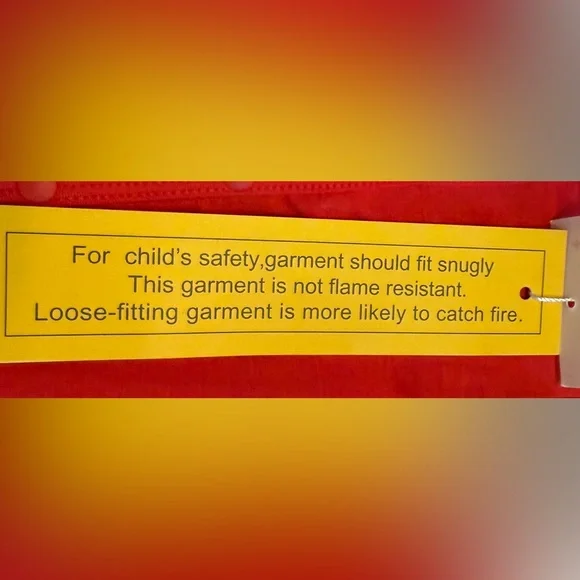 For child's safety,garment should fit snugly
This garment is not flame resistant.
Loose-fitting garment is more likely to catch fire.